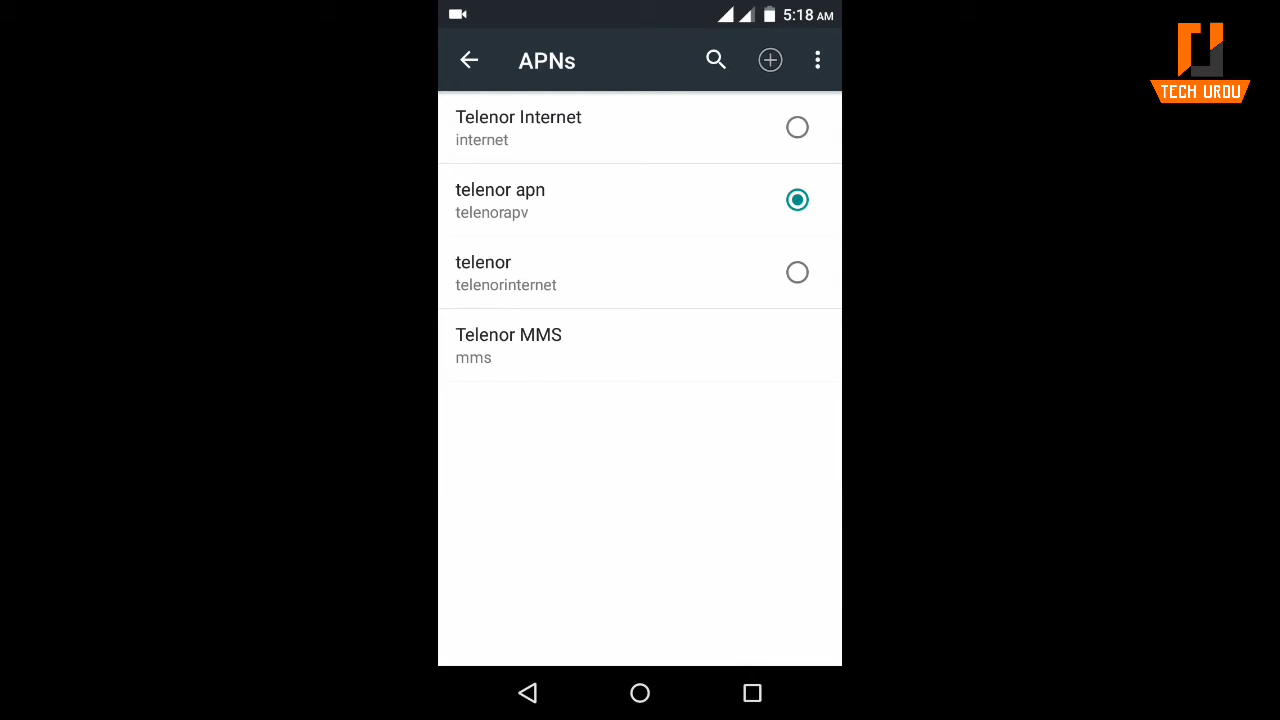 5:18 AM
APNs
Telenor Internet
internet
telenor apn
telenorapv
telenor
telenorinternet
Telenor MMS
mms
TECH URDU